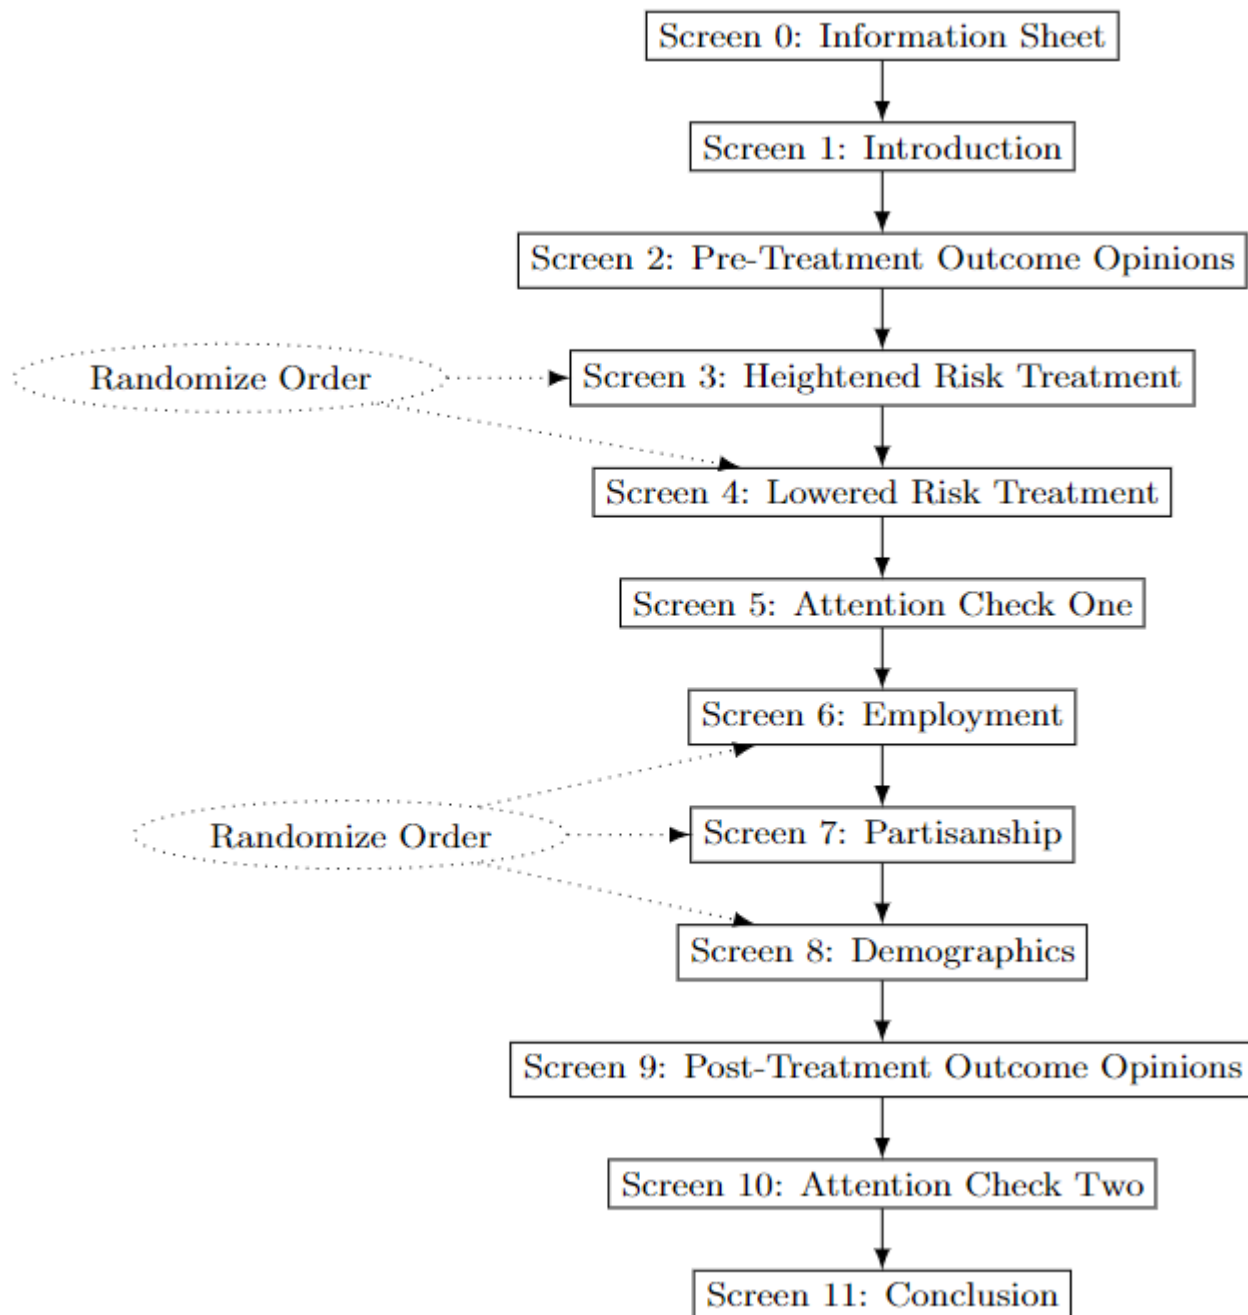 Screen 0: Information Sheet
Screen 1: Introduction
Screen 2: Pre-Treatment Outcome Opinions
Randomize Order
Screen 3: Heightened Risk Treatment
Screen 4: Lowered Risk Treatment
Screen 5: Attention Check One
Screen 6: Employment
Randomize Order
Screen 7: Partisanship
Screen 8: Demographics
Screen 9: Post-Treatment Outcome Opinions
Screen 10: Attention Check Two
Screen 11: Conclusion